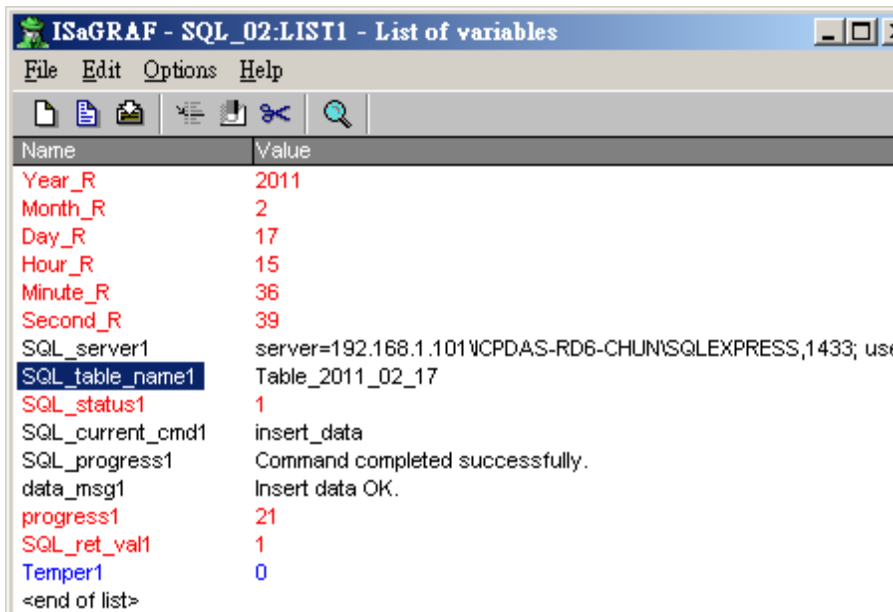 ISaGRAF - SQL_02:LIST1 - List of variables
File Edit Options Help
Name Value
Year_R 2011
Month_R 2
Day_R 17
Hour_R 15
Minute_R 36
Second_R 39
SQL_server1 server=192.168.1.101\ICPDAS-RD6-CHUN\SQLEXPRESS,1433; use
SQL_table_name1 Table_2011_02_17
SQL_status1 1
SQL_current_cmd1 insert_data
SQL_progress1 Command completed successfully.
data_msg1 Insert data OK.
progress1 21
SQL_ret_val1 1
Temper1 0
<end of list>